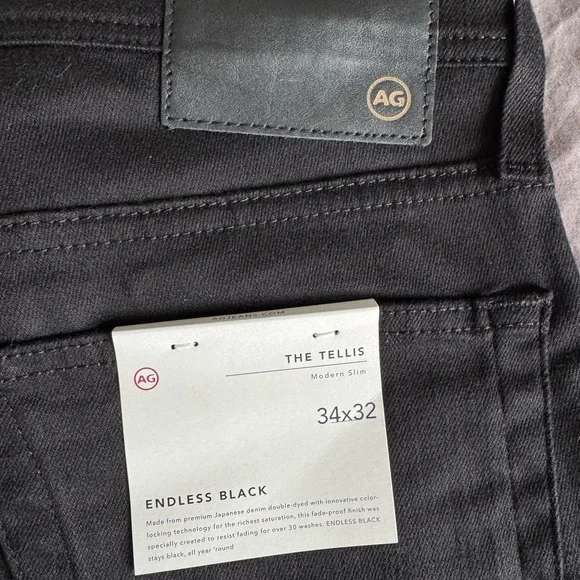 AG
AGJEANS.COM
AG
THE TELLIS
Modern Slim
34x32
ENDLESS BLACK
Made from premium Japanese denim double-dyed with innovative color-
locking technology for the richest saturation, this fade-proof finish was
specially created to resist fading for over 30 washes. ENDLESS BLACK
stays black, all year 'round